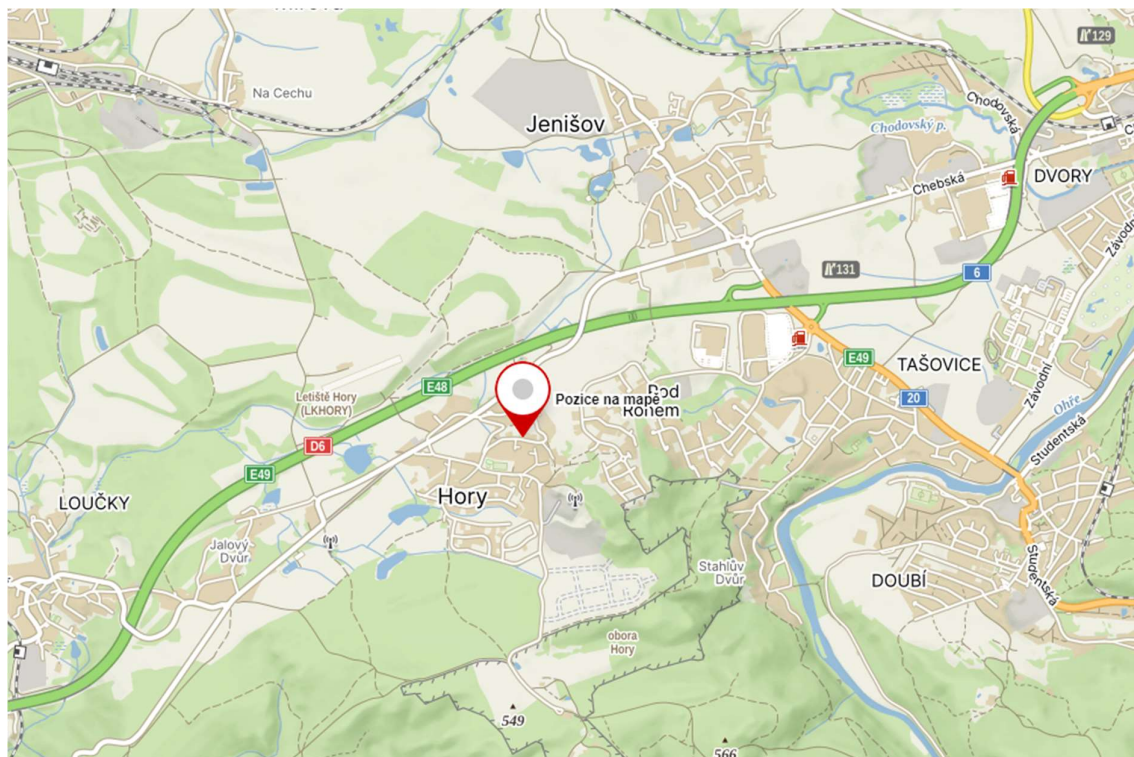 129
Na Cechu
Chodovská
Jenišov
Chodovský p.
DVORY
Chebská
Závodní
131
6
E49
TAŠOVICE
E48
Pod
Rohem
Pozice na mapě
Letiště Hory
(LKHORY)
20
Závodní
Ohře
Studentská
D6
E49
LOUČKY
Hory
Jalový
Dvůr
Stahlův
Dvůr
DOUBÍ
Studentská
obora
Hory
549
566